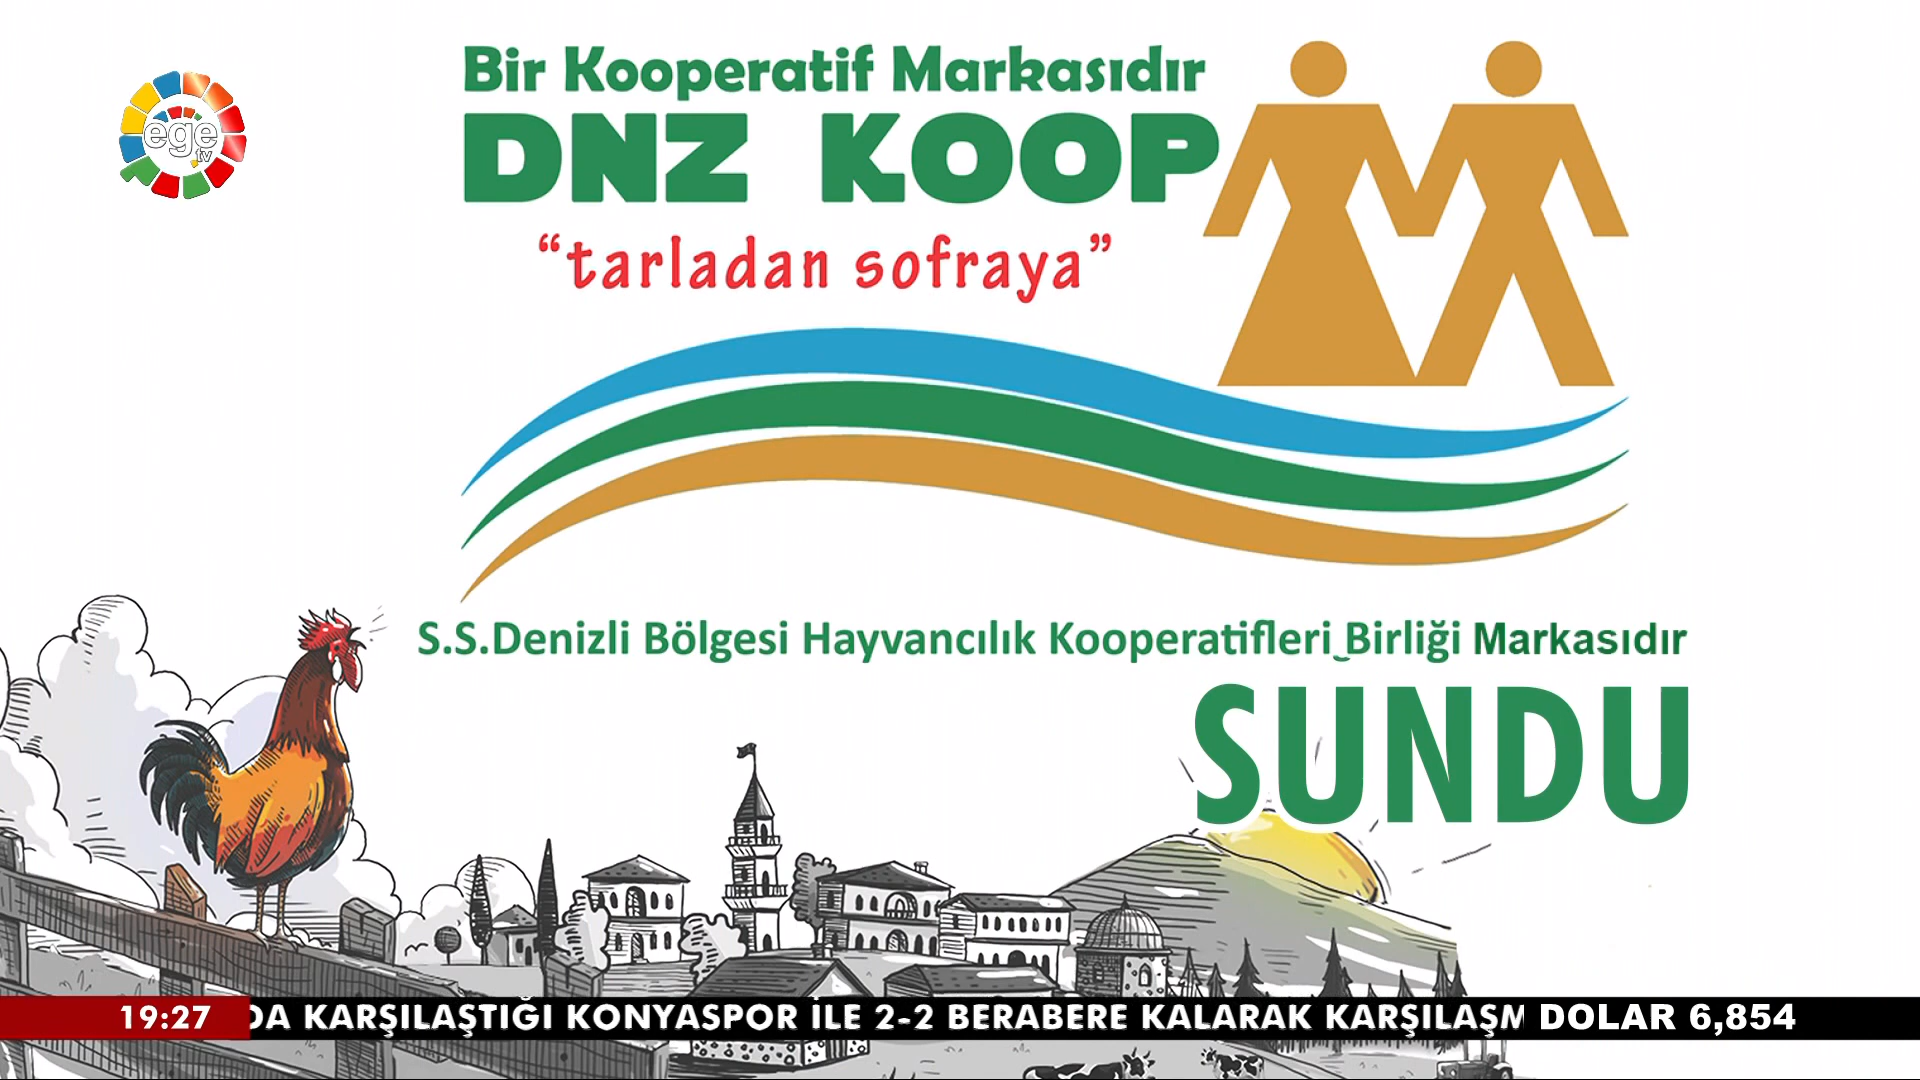 Bir Kooperatif Markasıdır
DNZ KOOP
"tarladan sofraya"
ege
tv
S.S.Denizli Bölgesi Hayvancılık Kooperatifleri Birliği Markasıdır
SUNDU
19:27 DA KARŞILAŞTIĞI KONYASPOR İLE 2-2 BERABERE KALARAK KARŞILAŞM DOLAR 6,854